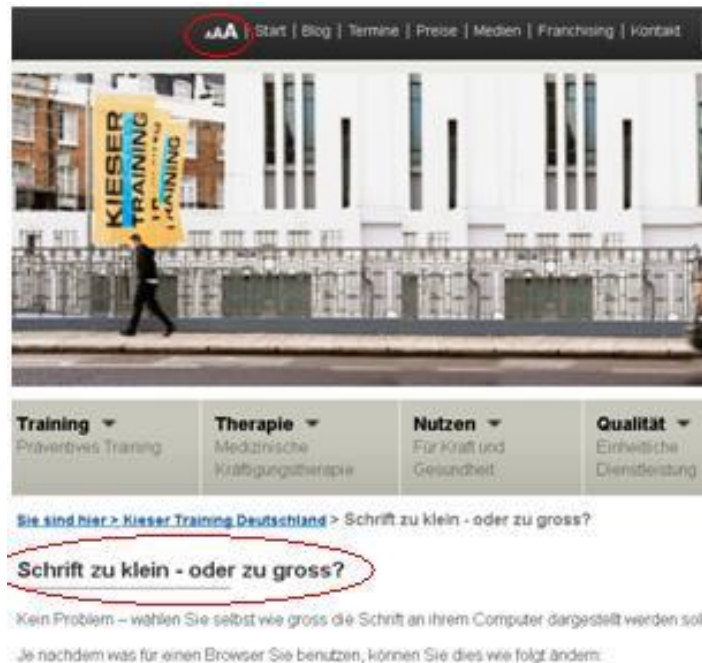 AAA | Start | Blog | Termine | Preise | Medien | Franchising | Kontakt
KIESER
TRAINING
TRAINING
Training
Präventives Training
Therapie
Medizinische
Kräftigungstherapie
Nutzen
Für Kraft und
Gesundheit
Qualität
Einheitliche
Dienstleistung
Sie sind hier > Kieser Training Deutschland > Schrift zu klein - oder zu gross?
Schrift zu klein - oder zu gross?
Kein Problem – wählen Sie selbst wie gross die Schrift an ihrem Computer dargestellt werden sol
Je nachdem was für einen Browser Sie benutzen, können Sie dies wie folgt ändern: